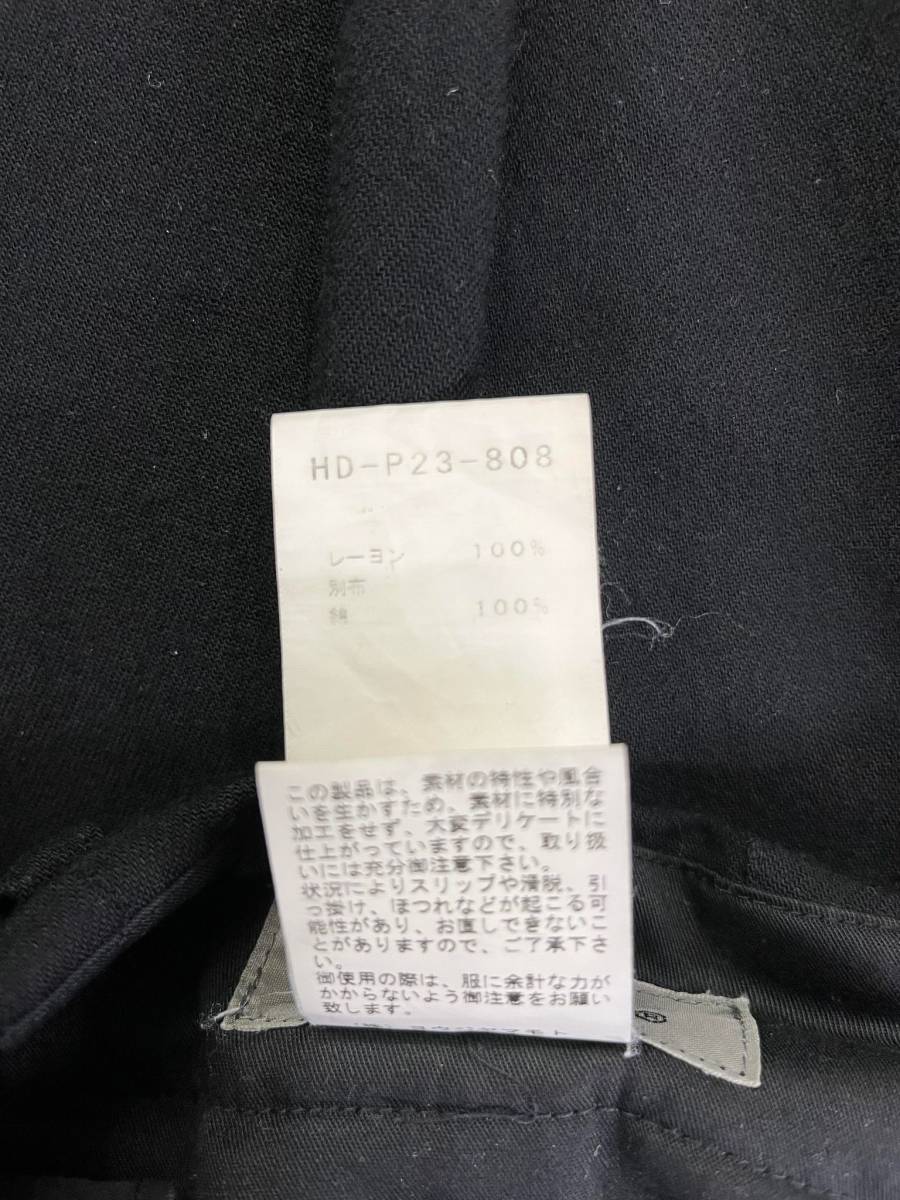 HD-P23-808
レーヨン 100%
別布
綿 100%
この製品は、素材の特性や風合
いを生かすため、素材に特別な
加工をせず、大変デリケートに
仕上がっていますので、取り扱
いには充分御注意下さい。
状況によりスリップや滑脱、引
っ掛け、ほつれなどが起こる可
能性があり、お直しできないこ
とがありますので、ご了承下さ
い。
御使用の際は、服に余計な力が
かからないよう御注意をお願い
致します。
®